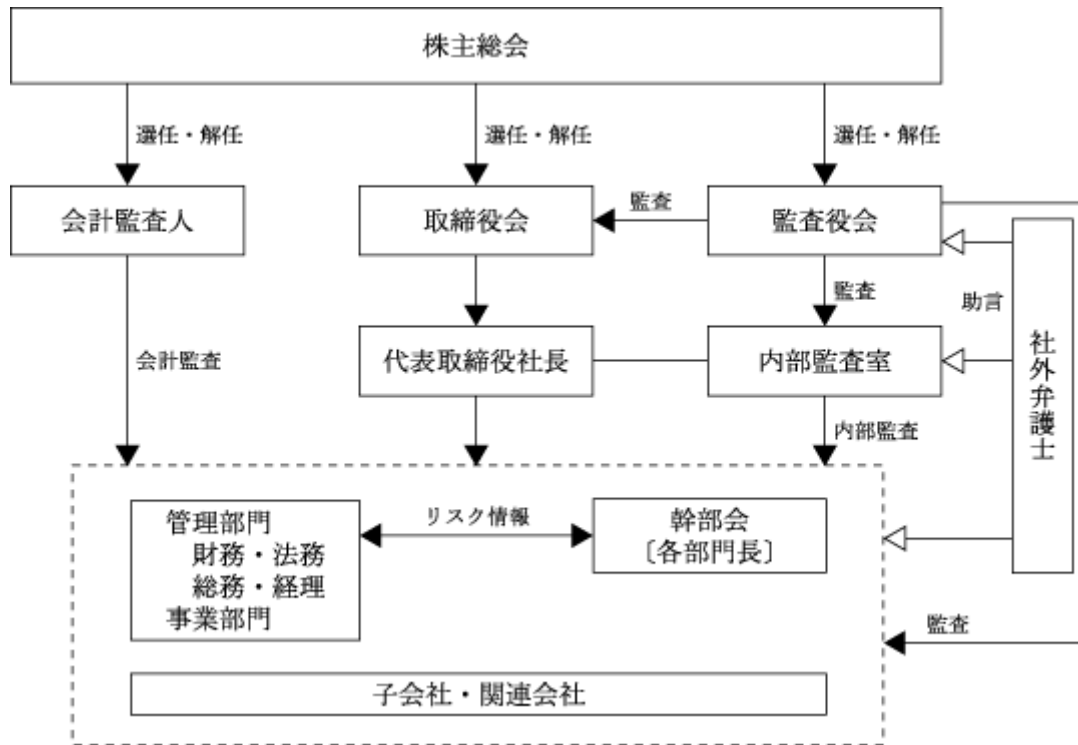 株主総会
選任・解任
選任・解任
選任・解任
会計監査人
取締役会
監査
監査役会
監査
助言
社外弁護士
会計監査
代表取締役社長
内部監査室
内部監査
管理部門
財務・法務
総務・経理
事業部門
リスク情報
幹部会
〔各部門長〕
監査
子会社・関連会社